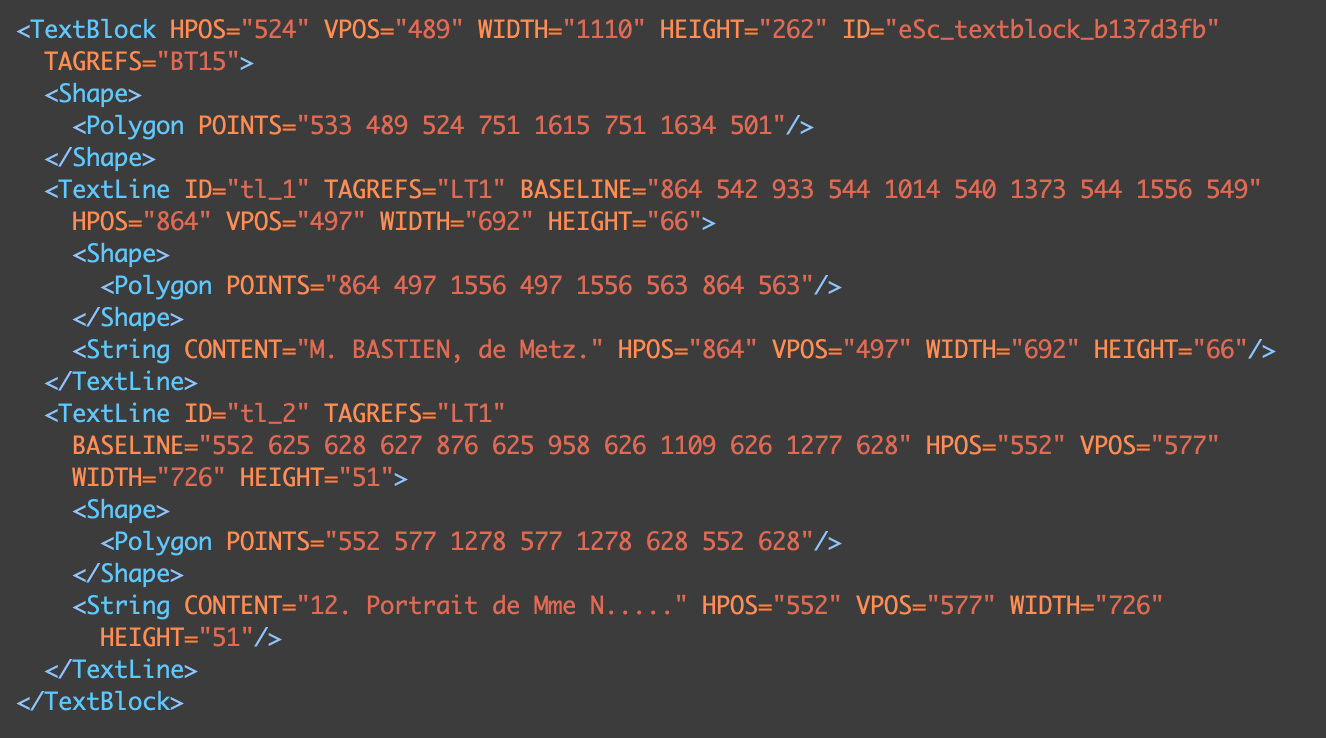 <TextBlock HPOS="524" VPOS="489" WIDTH="1110" HEIGHT="262" ID="eSc_textblock_b137d3fb"
TAGREFS="BT15">
<Shape>
<Polygon POINTS="533 489 524 751 1615 751 1634 501"/>
</Shape>
<TextLine ID="tl_1" TAGREFS="LT1" BASELINE="864 542 933 544 1014 540 1373 544 1556 549"
HPOS="864" VPOS="497" WIDTH="692" HEIGHT="66">
<Shape>
<Polygon POINTS="864 497 1556 497 1556 563 864 563"/>
</Shape>
<String CONTENT="M. BASTIEN, de Metz." HPOS="864" VPOS="497" WIDTH="692" HEIGHT="66"/>
</TextLine>
<TextLine ID="tl_2" TAGREFS="LT1"
BASELINE="552 625 628 627 876 625 958 626 1109 626 1277 628" HPOS="552" VPOS="577"
WIDTH="726" HEIGHT="51">
<Shape>
<Polygon POINTS="552 577 1278 577 1278 628 552 628"/>
</Shape>
<String CONTENT="12. Portrait de Mme N....." HPOS="552" VPOS="577" WIDTH="726"
HEIGHT="51"/>
</TextLine>
</TextBlock>